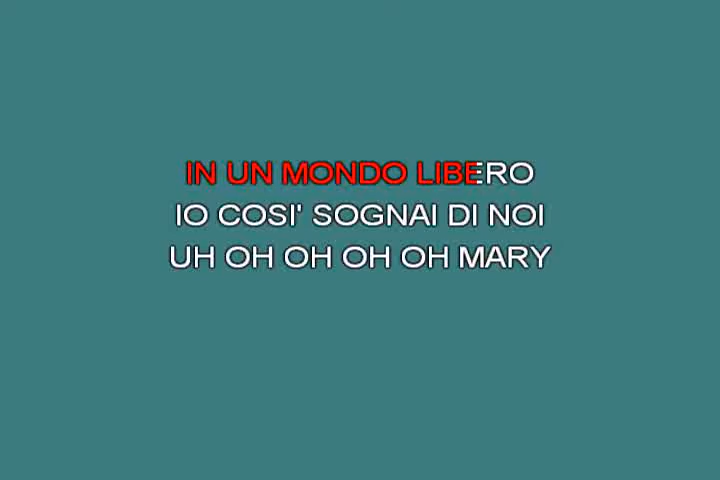 IN UN MONDO LIBERO
IO COSI' SOGNAI DI NOI
UH OH OH OH OH MARY